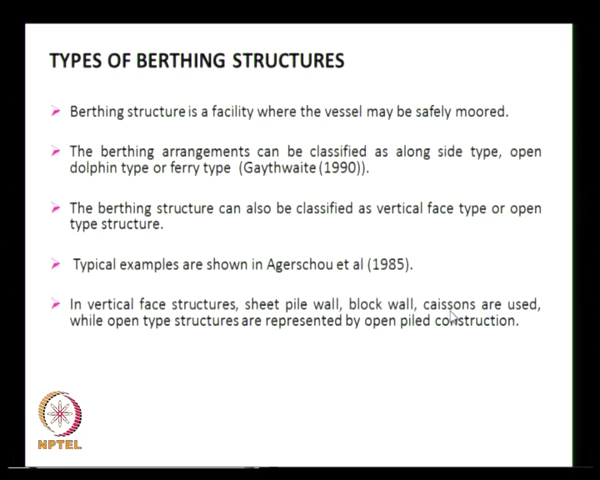 TYPES OF BERTHING STRUCTURES
Berthing structure is a facility where the vessel may be safely moored.
The berthing arrangements can be classified as along side type, open
dolphin type or ferry type (Gaythwaite (1990)).
The berthing structure can also be classified as vertical face type or open
type structure.
Typical examples are shown in Agerschou et al (1985).
In vertical face structures, sheet pile wall, block wall, caissons are used,
while open type structures are represented by open piled construction.
NPTEL